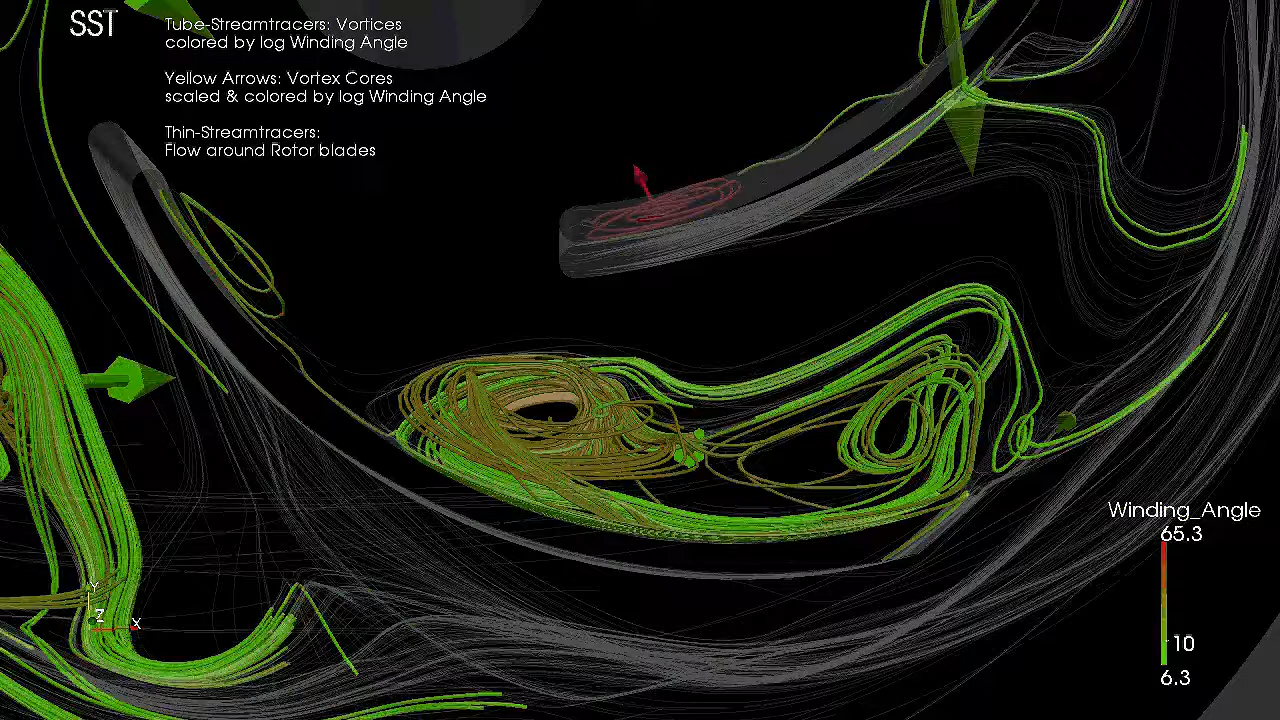 SST
Tube-Streamtracers: Vortices
colored by log Winding Angle
Yellow Arrows: Vortex Cores
scaled & colored by log Winding Angle
Thin-Streamtracers:
Flow around Rotor blades
Winding_Angle
65.3
10
6.3
Y
Z
X